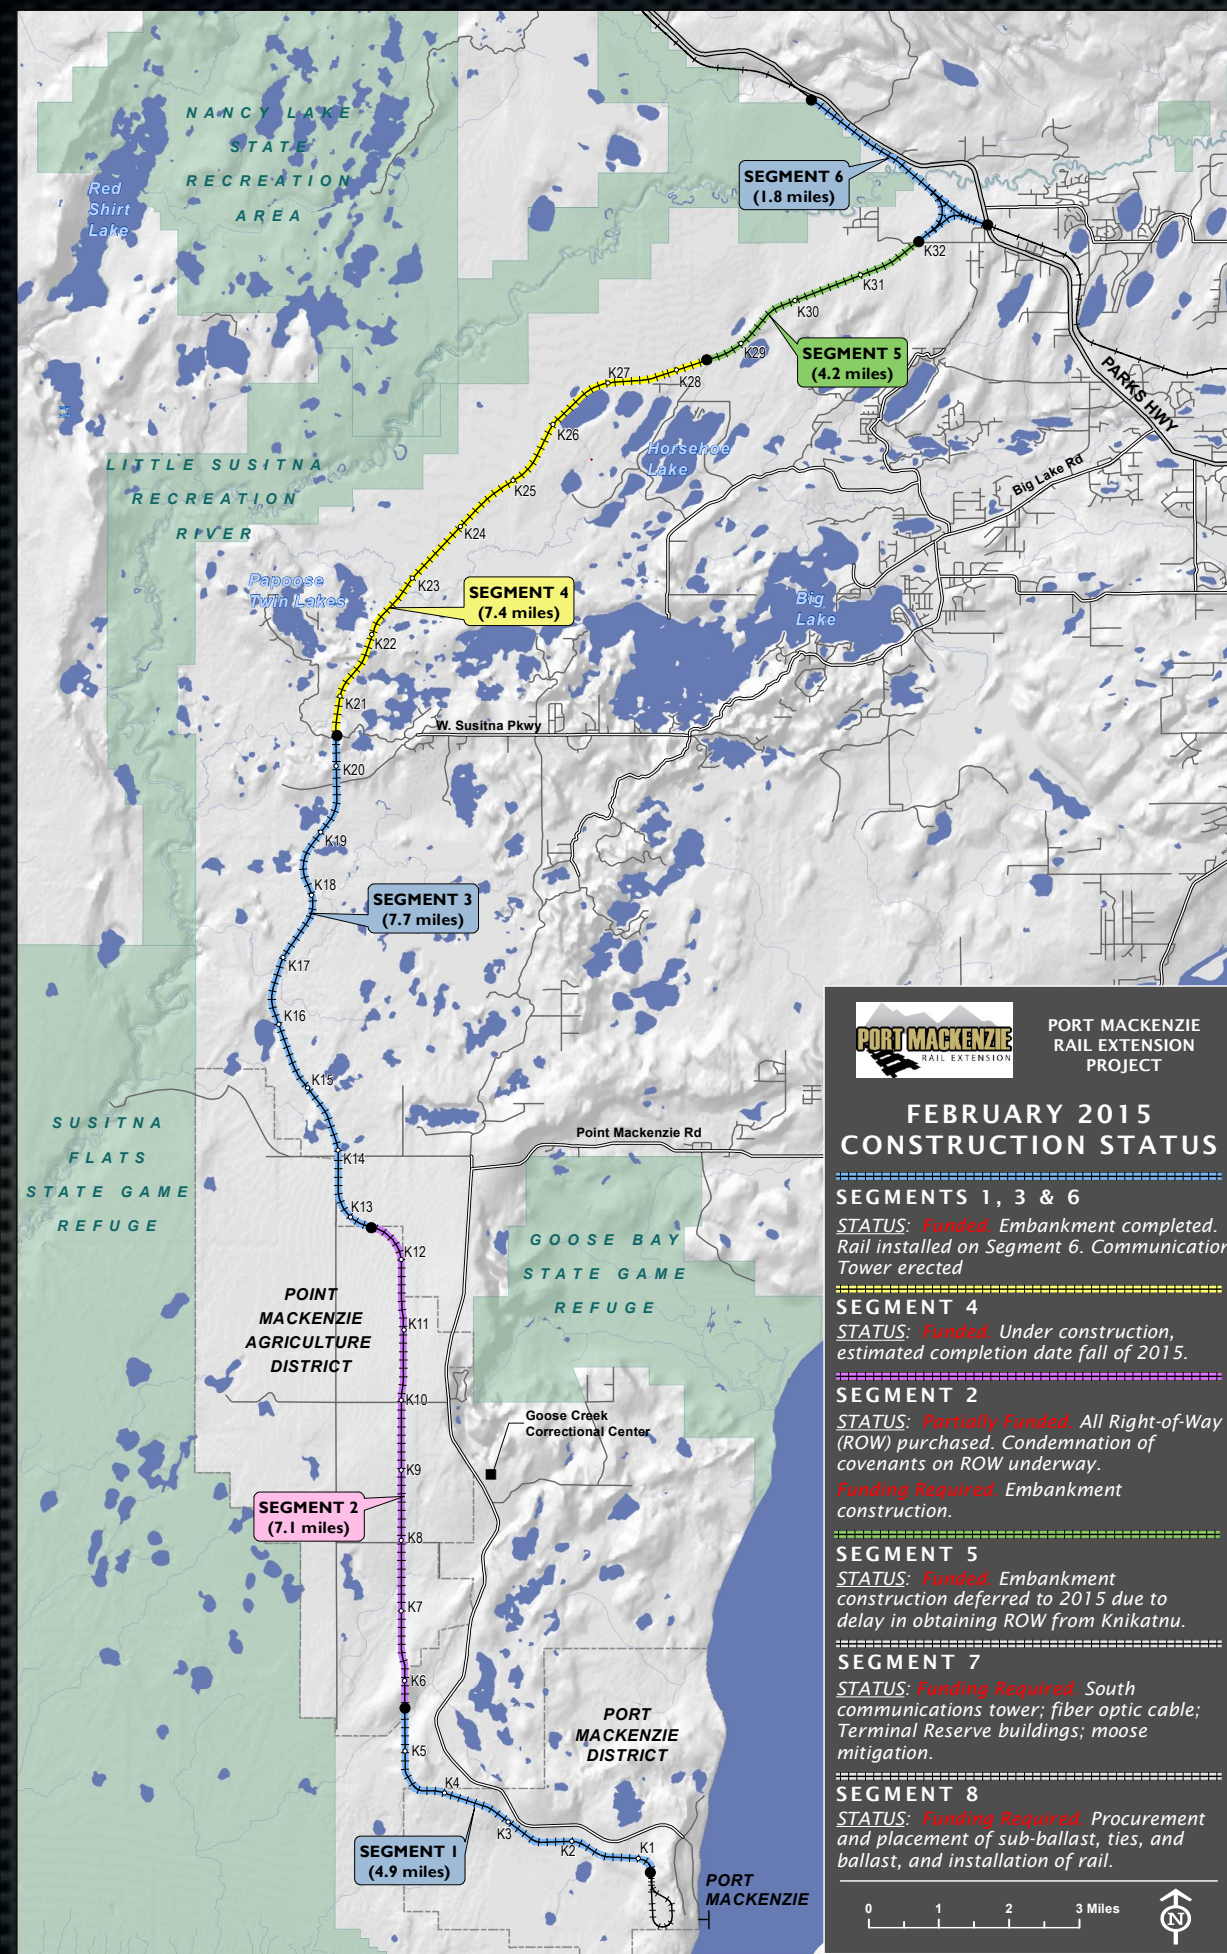 NANCY LAKE
STATE
RECREATION
AREA
Red
Shirt
Lake
SEGMENT 6
(1.8 miles)
K32
K31
K30
K29
SEGMENT 5
(4.2 miles)
PARKS HWY
K28
K27
K26
Horsehoe
Lake
Big Lake Rd
K25
LITTLE SUSITNA
RECREATION
RIVER
K24
K23
Papoose
Twin Lakes
SEGMENT 4
(7.4 miles)
Big
Lake
K22
K21
W. Susitna Pkwy
K20
K19
K18
SEGMENT 3
(7.7 miles)
K17
K16
K15
SUSITNA
FLATS
STATE GAME
REFUGE
Point Mackenzie Rd
K14
K13
K12
GOOSE BAY
STATE GAME
REFUGE
POINT
MACKENZIE
AGRICULTURE
DISTRICT
K11
K10
Goose Creek
Correctional Center
K9
SEGMENT 2
(7.1 miles)
K8
K7
K6
PORT
MACKENZIE
DISTRICT
K5
K4
K3
K2
K1
SEGMENT 1
(4.9 miles)
PORT
MACKENZIE
PORT MACKENZIE
RAIL EXTENSION
PORT MACKENZIE
RAIL EXTENSION
PROJECT
FEBRUARY 2015
CONSTRUCTION STATUS
SEGMENTS 1, 3 & 6
STATUS: Funded. Embankment completed.
Rail installed on Segment 6. Communication
Tower erected
SEGMENT 4
STATUS: Funded. Under construction,
estimated completion date fall of 2015.
SEGMENT 2
STATUS: Partially Funded. All Right-of-Way
(ROW) purchased. Condemnation of
covenants on ROW underway.
Funding Required. Embankment
construction.
SEGMENT 5
STATUS: Funded. Embankment
construction deferred to 2015 due to
delay in obtaining ROW from Knikatnu.
SEGMENT 7
STATUS: Funding Required. South
communications tower; fiber optic cable;
Terminal Reserve buildings; moose
mitigation.
SEGMENT 8
STATUS: Funding Required. Procurement
and placement of sub-ballast, ties, and
ballast, and installation of rail.
0 1 2 3 Miles
N